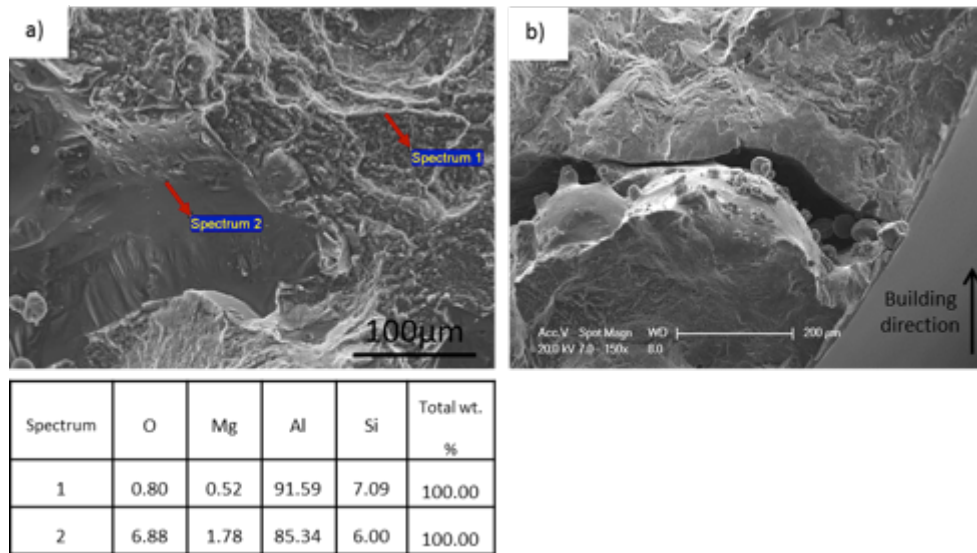 a)
Spectrum 1
Spectrum 2
100µm
b)
Building
direction
Acc.V Spot Magn WD 200 µm
20.0 kV 7.0 150x 8.0
Spectrum O Mg Al Si Total wt.
%
1 0.80 0.52 91.59 7.09 100.00
2 6.88 1.78 85.34 6.00 100.00